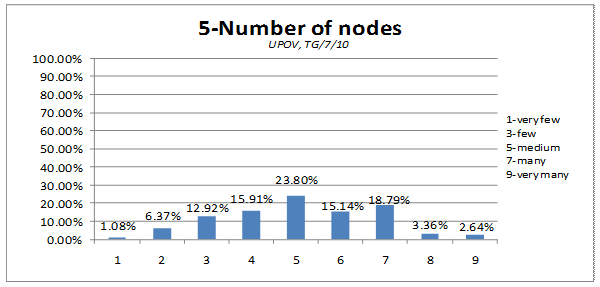 5-Number of nodes
UPOV, TG/7/10
100.00%
90.00%
80.00%
70.00%
60.00%
50.00%
40.00%
30.00%
20.00%
10.00%
0.00%
1.08%
6.37%
12.92%
15.91%
23.80%
15.14%
18.79%
3.36%
2.64%
1 2 3 4 5 6 7 8 9
1-very few
3-few
5-medium
7-many
9-very many